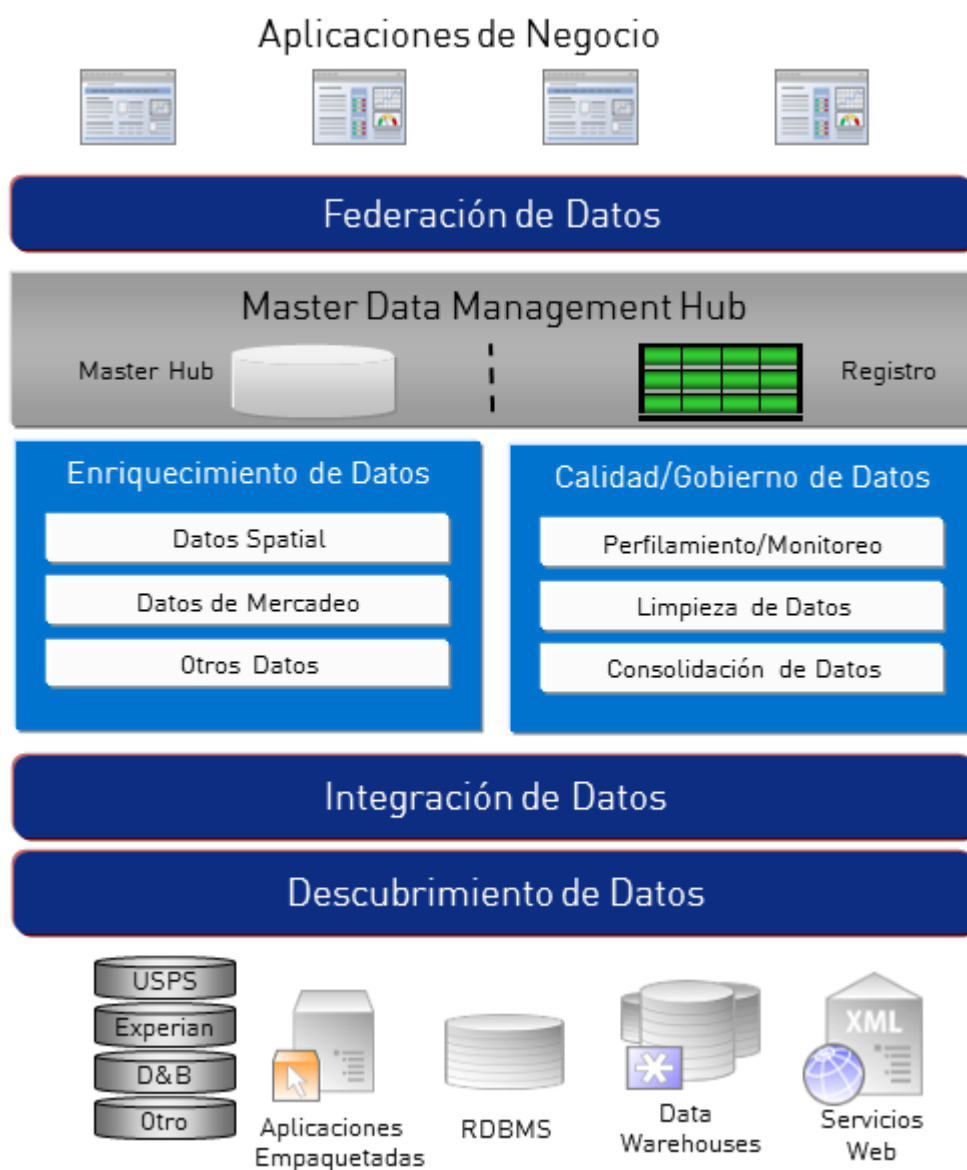 Aplicaciones de Negocio
Federación de Datos
Master Data Management Hub
Master Hub
Registro
Enriquecimiento de Datos
Datos Spatial
Datos de Mercadeo
Otros Datos
Calidad/Gobierno de Datos
Perfilamiento/Monitoreo
Limpieza de Datos
Consolidación de Datos
Integración de Datos
Descubrimiento de Datos
USPS
Experian
D&B
Otro
Aplicaciones
Empaquetadas
RDBMS
Data
Warehouses
XML
Servicios
Web